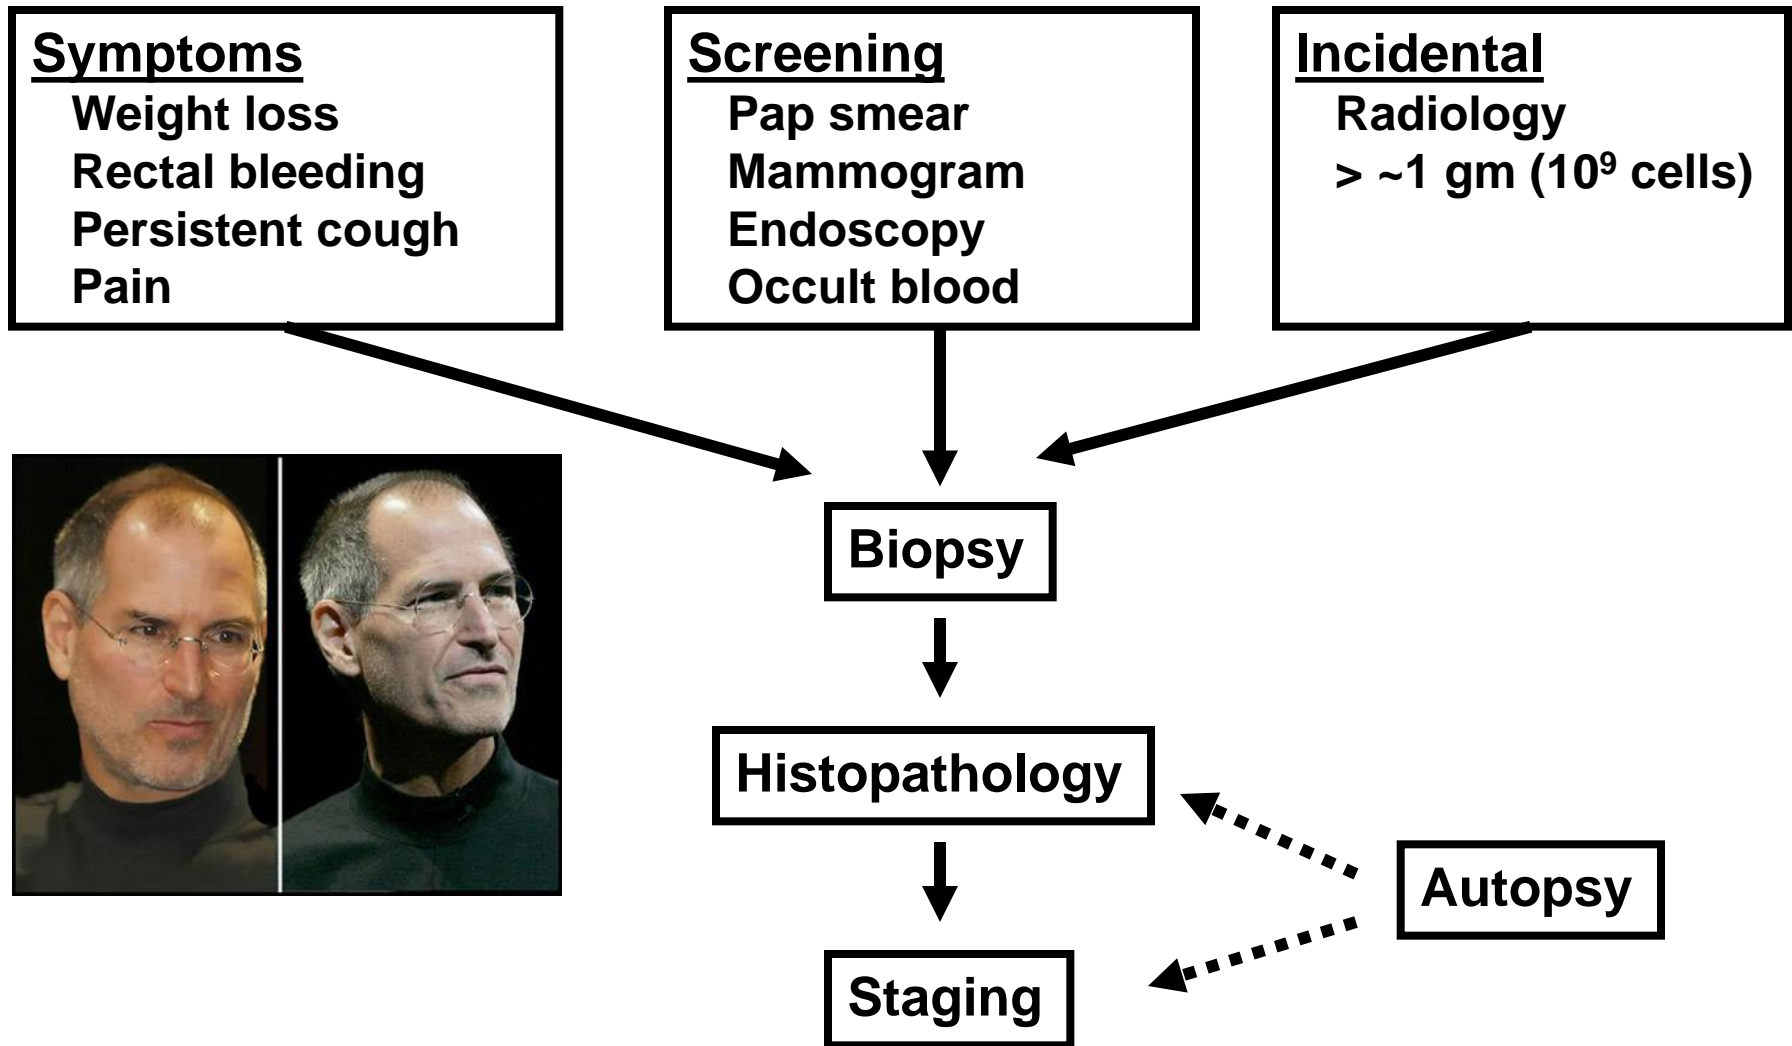 Symptoms
Weight loss
Rectal bleeding
Persistent cough
Pain
Screening
Pap smear
Mammogram
Endoscopy
Occult blood
Incidental
Radiology
> ~1 gm (10⁹ cells)
Biopsy
Histopathology
Autopsy
Staging